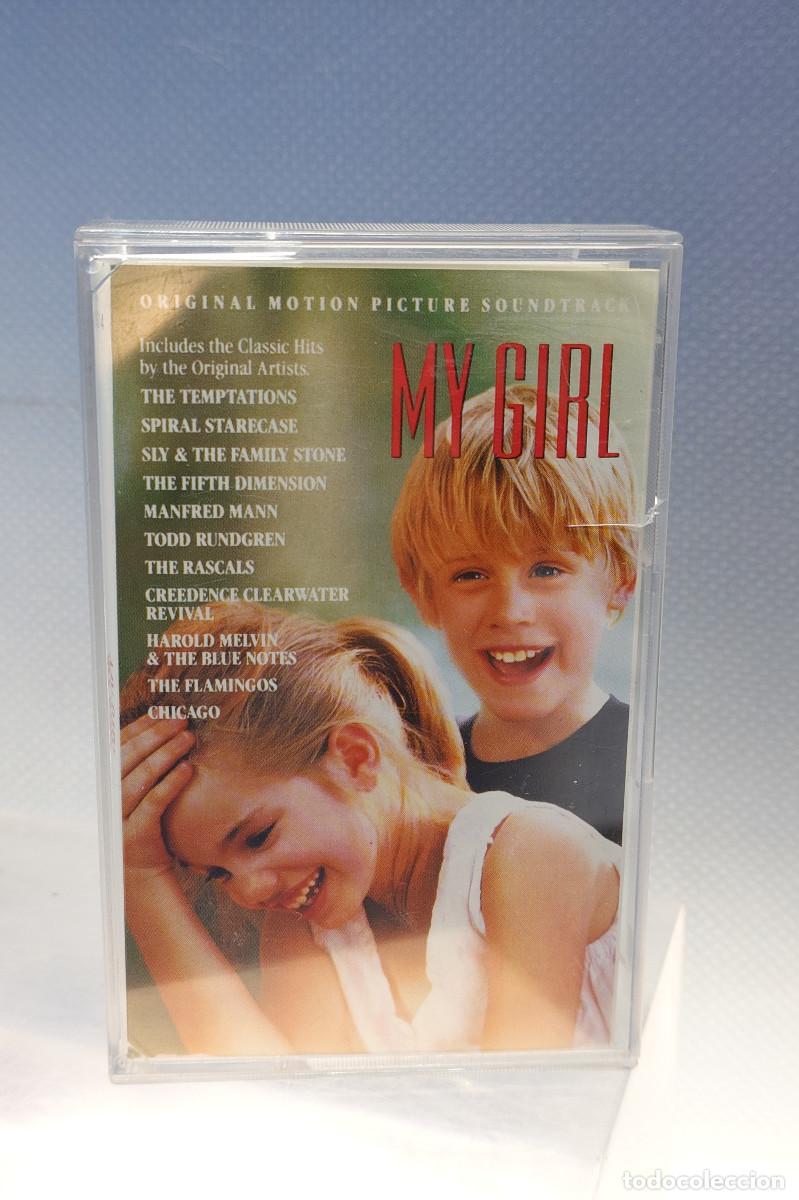 ORIGINAL MOTION PICTURE SOUNDTRACK
MY GIRL
Includes the Classic Hits
by the Original Artists.
THE TEMPTATIONS
SPIRAL STARECASE
SLY & THE FAMILY STONE
THE FIFTH DIMENSION
MANFRED MANN
TODD RUNDGREN
THE RASCALS
CREEDENCE CLEARWATER
REVIVAL
HAROLD MELVIN
& THE BLUE NOTES
THE FLAMINGOS
CHICAGO
todocoleccion